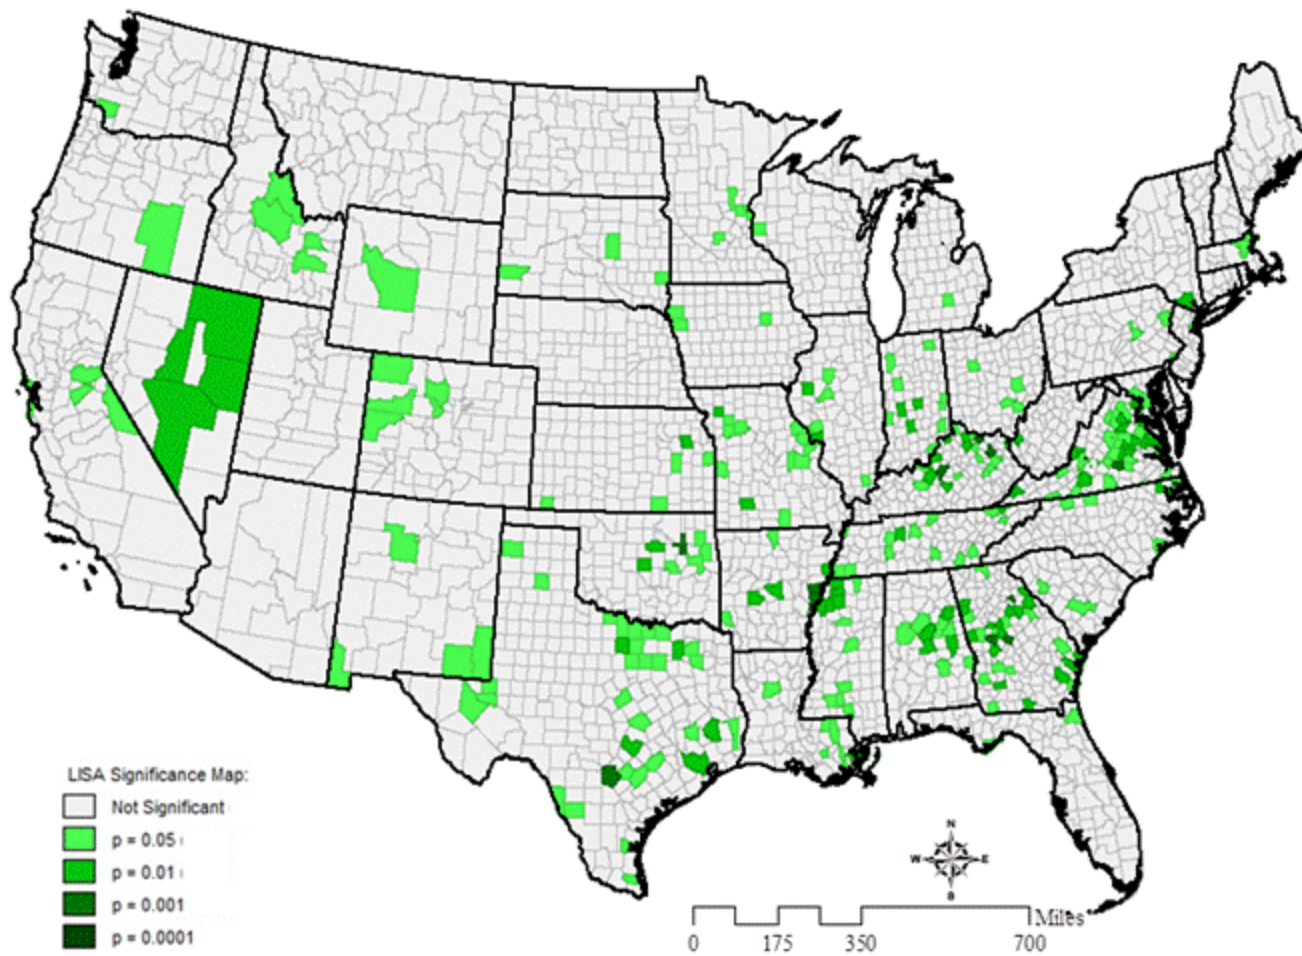 LISA Significance Map:
Not Significant
p = 0.05
p = 0.01
p = 0.001
p = 0.0001
N
W E
S
Miles
0 175 350 700